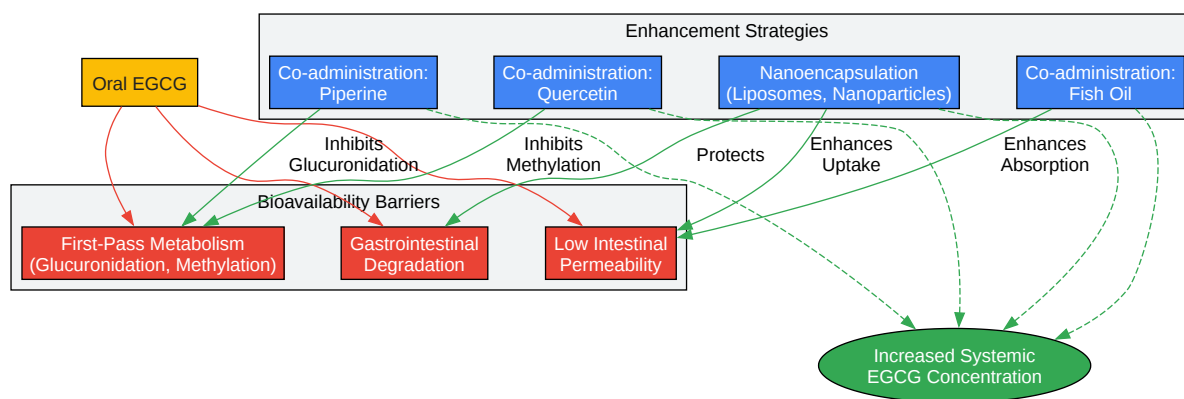 Enhancement Strategies
Oral EGCG
Co-administration:
Piperine
Co-administration:
Quercetin
Nanoencapsulation
(Liposomes, Nanoparticles)
Co-administration:
Fish Oil
Inhibits
Glucuronidation
Inhibits
Methylation
Protects
Enhances
Uptake
Enhances
Absorption
Bioavailability Barriers
First-Pass Metabolism
(Glucuronidation, Methylation)
Gastrointestinal
Degradation
Low Intestinal
Permeability
Increased Systemic
EGCG Concentration